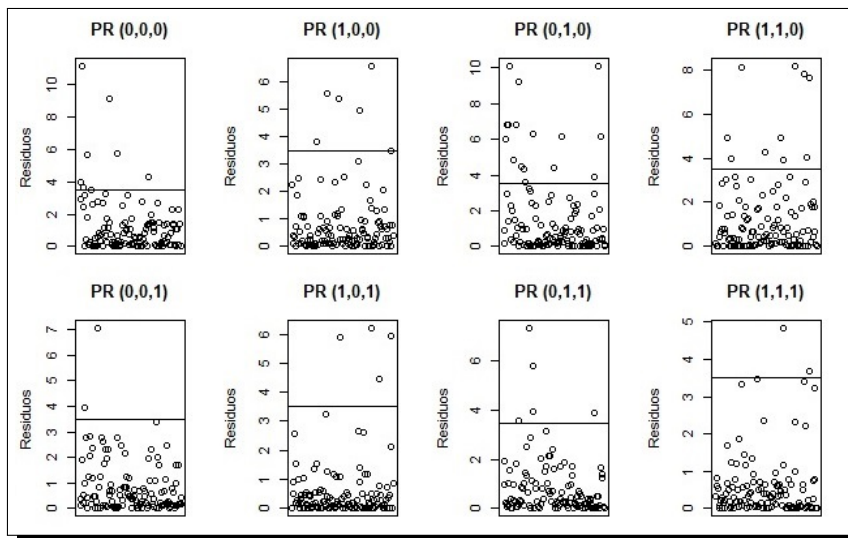 PR (0,0,0)
PR (1,0,0)
PR (0,1,0)
PR (1,1,0)
Residuos
0 2 4 6 8 10
Residuos
0 1 2 3 4 5 6
Residuos
0 2 4 6 8 10
Residuos
0 2 4 6 8
PR (0,0,1)
PR (1,0,1)
PR (0,1,1)
PR (1,1,1)
Residuos
0 1 2 3 4 5 6 7
Residuos
0 1 2 3 4 5 6
Residuos
0 2 4 6
Residuos
0 1 2 3 4 5